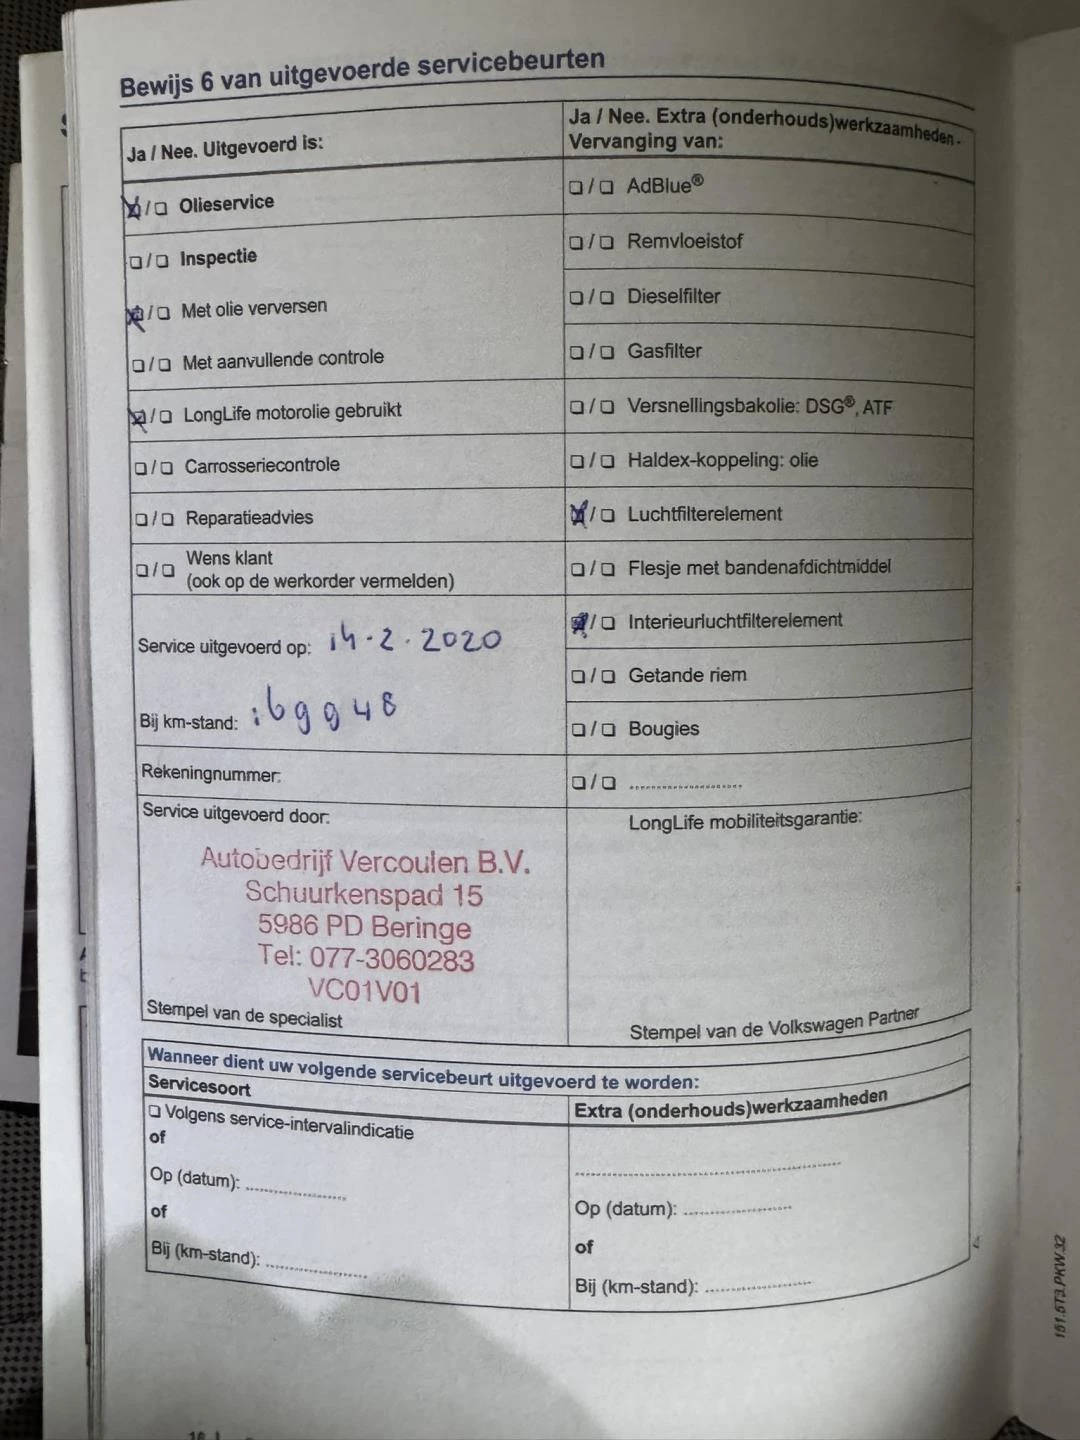 Bewijs 6 van uitgevoerde servicebeurten
Ja / Nee. Uitgevoerd is:
☒/☐ Olieservice
☐/☐ Inspectie
☒/☐ Met olie verversen
☐/☐ Met aanvullende controle
☒/☐ LongLife motorolie gebruikt
☐/☐ Carrosseriecontrole
☐/☐ Reparatieadvies
☐/☐ Wens klant
(ook op de werkorder vermelden)
Service uitgevoerd op: 14-2.2020
Bij km-stand: 169948
Rekeningnummer:
Service uitgevoerd door:
Autobedrijf Vercoulen B.V.
Schuurkenspad 15
5986 PD Beringe
Tel: 077-3060283
VC01V01
Stempel van de specialist
Ja / Nee. Extra (onderhouds)werkzaamheden -
Vervanging van:
☐/☐ AdBlue®
☐/☐ Remvloeistof
☐/☐ Dieselfilter
☐/☐ Gasfilter
☐/☐ Versnellingsbakolie: DSG®, ATF
☐/☐ Haldex-koppeling: olie
☒/☐ Luchtfilterelement
☐/☐ Flesje met bandenafdichtmiddel
☒/☐ Interieurluchtfilterelement
☐/☐ Getande riem
☐/☐ Bougies
☐/☐ ......................
LongLife mobiliteitsgarantie:
Stempel van de Volkswagen Partner
Wanneer dient uw volgende servicebeurt uitgevoerd te worden:
Servicesoort
☐ Volgens service-intervalindicatie
of
Op (datum): ....................
of
Bij (km-stand): ....................
Extra (onderhouds)werkzaamheden
..................................................
Op (datum): ....................
of
Bij (km-stand): ....................
161.5T3.PKW.32